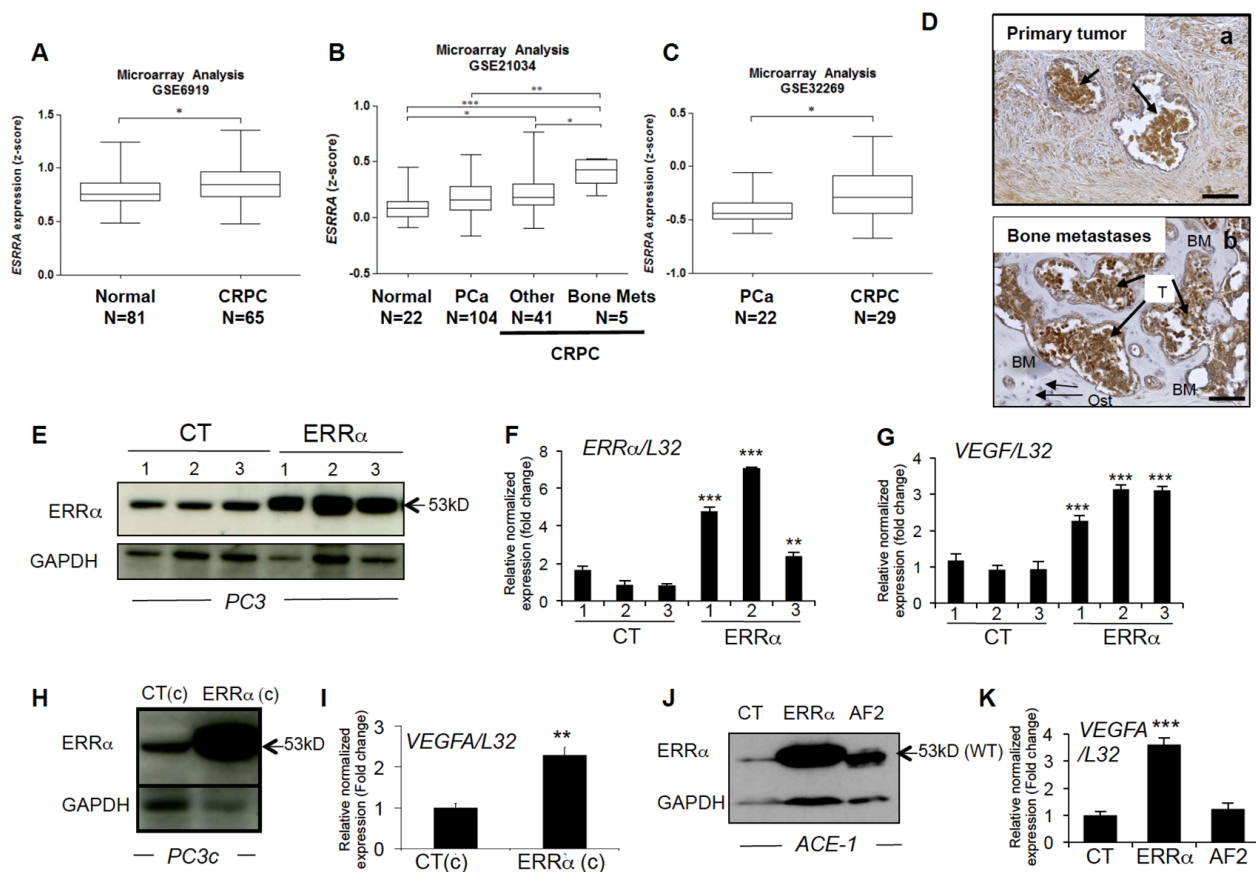 A
Microarray Analysis
GSE6919
*
ESRRA expression (z-score)
1.5
1.0
0.5
0.0
Normal
N=81
CRPC
N=65
B
Microarray Analysis
GSE21034
**
***
*
*
ESRRA (z-score)
1.0
0.5
0.0
-0.5
Normal
N=22
PCa
N=104
Other
N=41
Bone Mets
N=5
CRPC
C
Microarray Analysis
GSE32269
*
ESRRA expression (z-score)
0.5
0.0
-0.5
-1.0
PCa
N=22
CRPC
N=29
D
Primary tumor
a
Bone metastases
b
BM
T
BM
BM
Ost
E
CT
ERRα
1 2 3 1 2 3
ERRα
53kD
GAPDH
PC3
F
ERRα/L32
Relative normalized
expression (fold change)
8
6
4
2
0
***
***
**
1 2 3 1 2 3
CT
ERRα
G
VEGF/L32
Relative normalized
expression (fold change)
4
3
2
1
0
***
***
***
1 2 3 1 2 3
CT
ERRα
H
CT(c) ERRα (c)
ERRα
53kD
GAPDH
PC3c
I
VEGFA/L32
Relative normalized
expression (Fold change)
3
2
1
0
**
CT(c)
ERRα (c)
J
CT ERRα AF2
ERRα
53kD (WT)
GAPDH
ACE-1
K
VEGFA
/L32
Relative normalized
expression (Fold change)
5
4
3
2
1
0
***
CT ERRα AF2